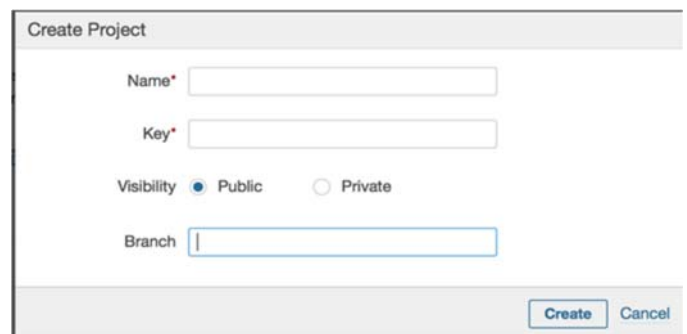 Create Project
Name*
Key*
Visibility Public Private
Branch
Create Cancel